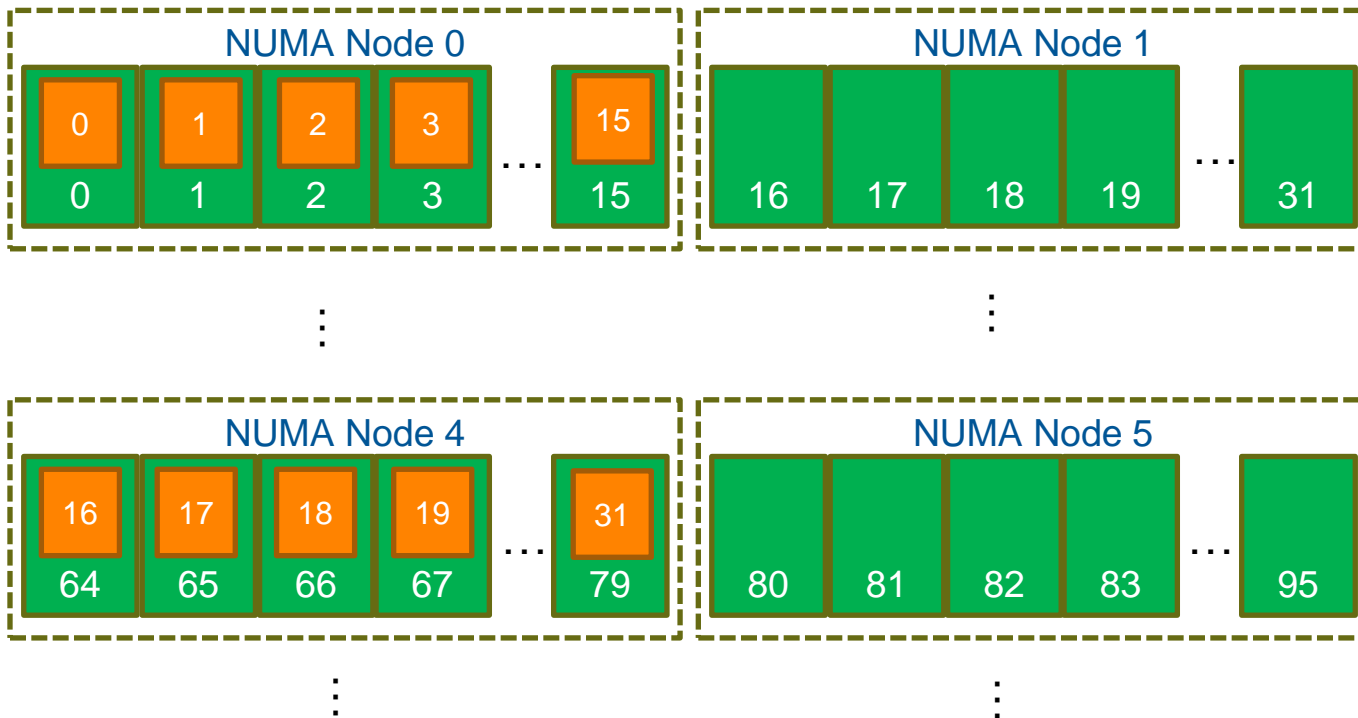 NUMA Node 0
0 1 2 3 ... 15
0 1 2 3 15
NUMA Node 1
16 17 18 19 ... 31
⋮ ⋮
NUMA Node 4
16 17 18 19 ... 31
64 65 66 67 79
NUMA Node 5
80 81 82 83 ... 95
⋮ ⋮